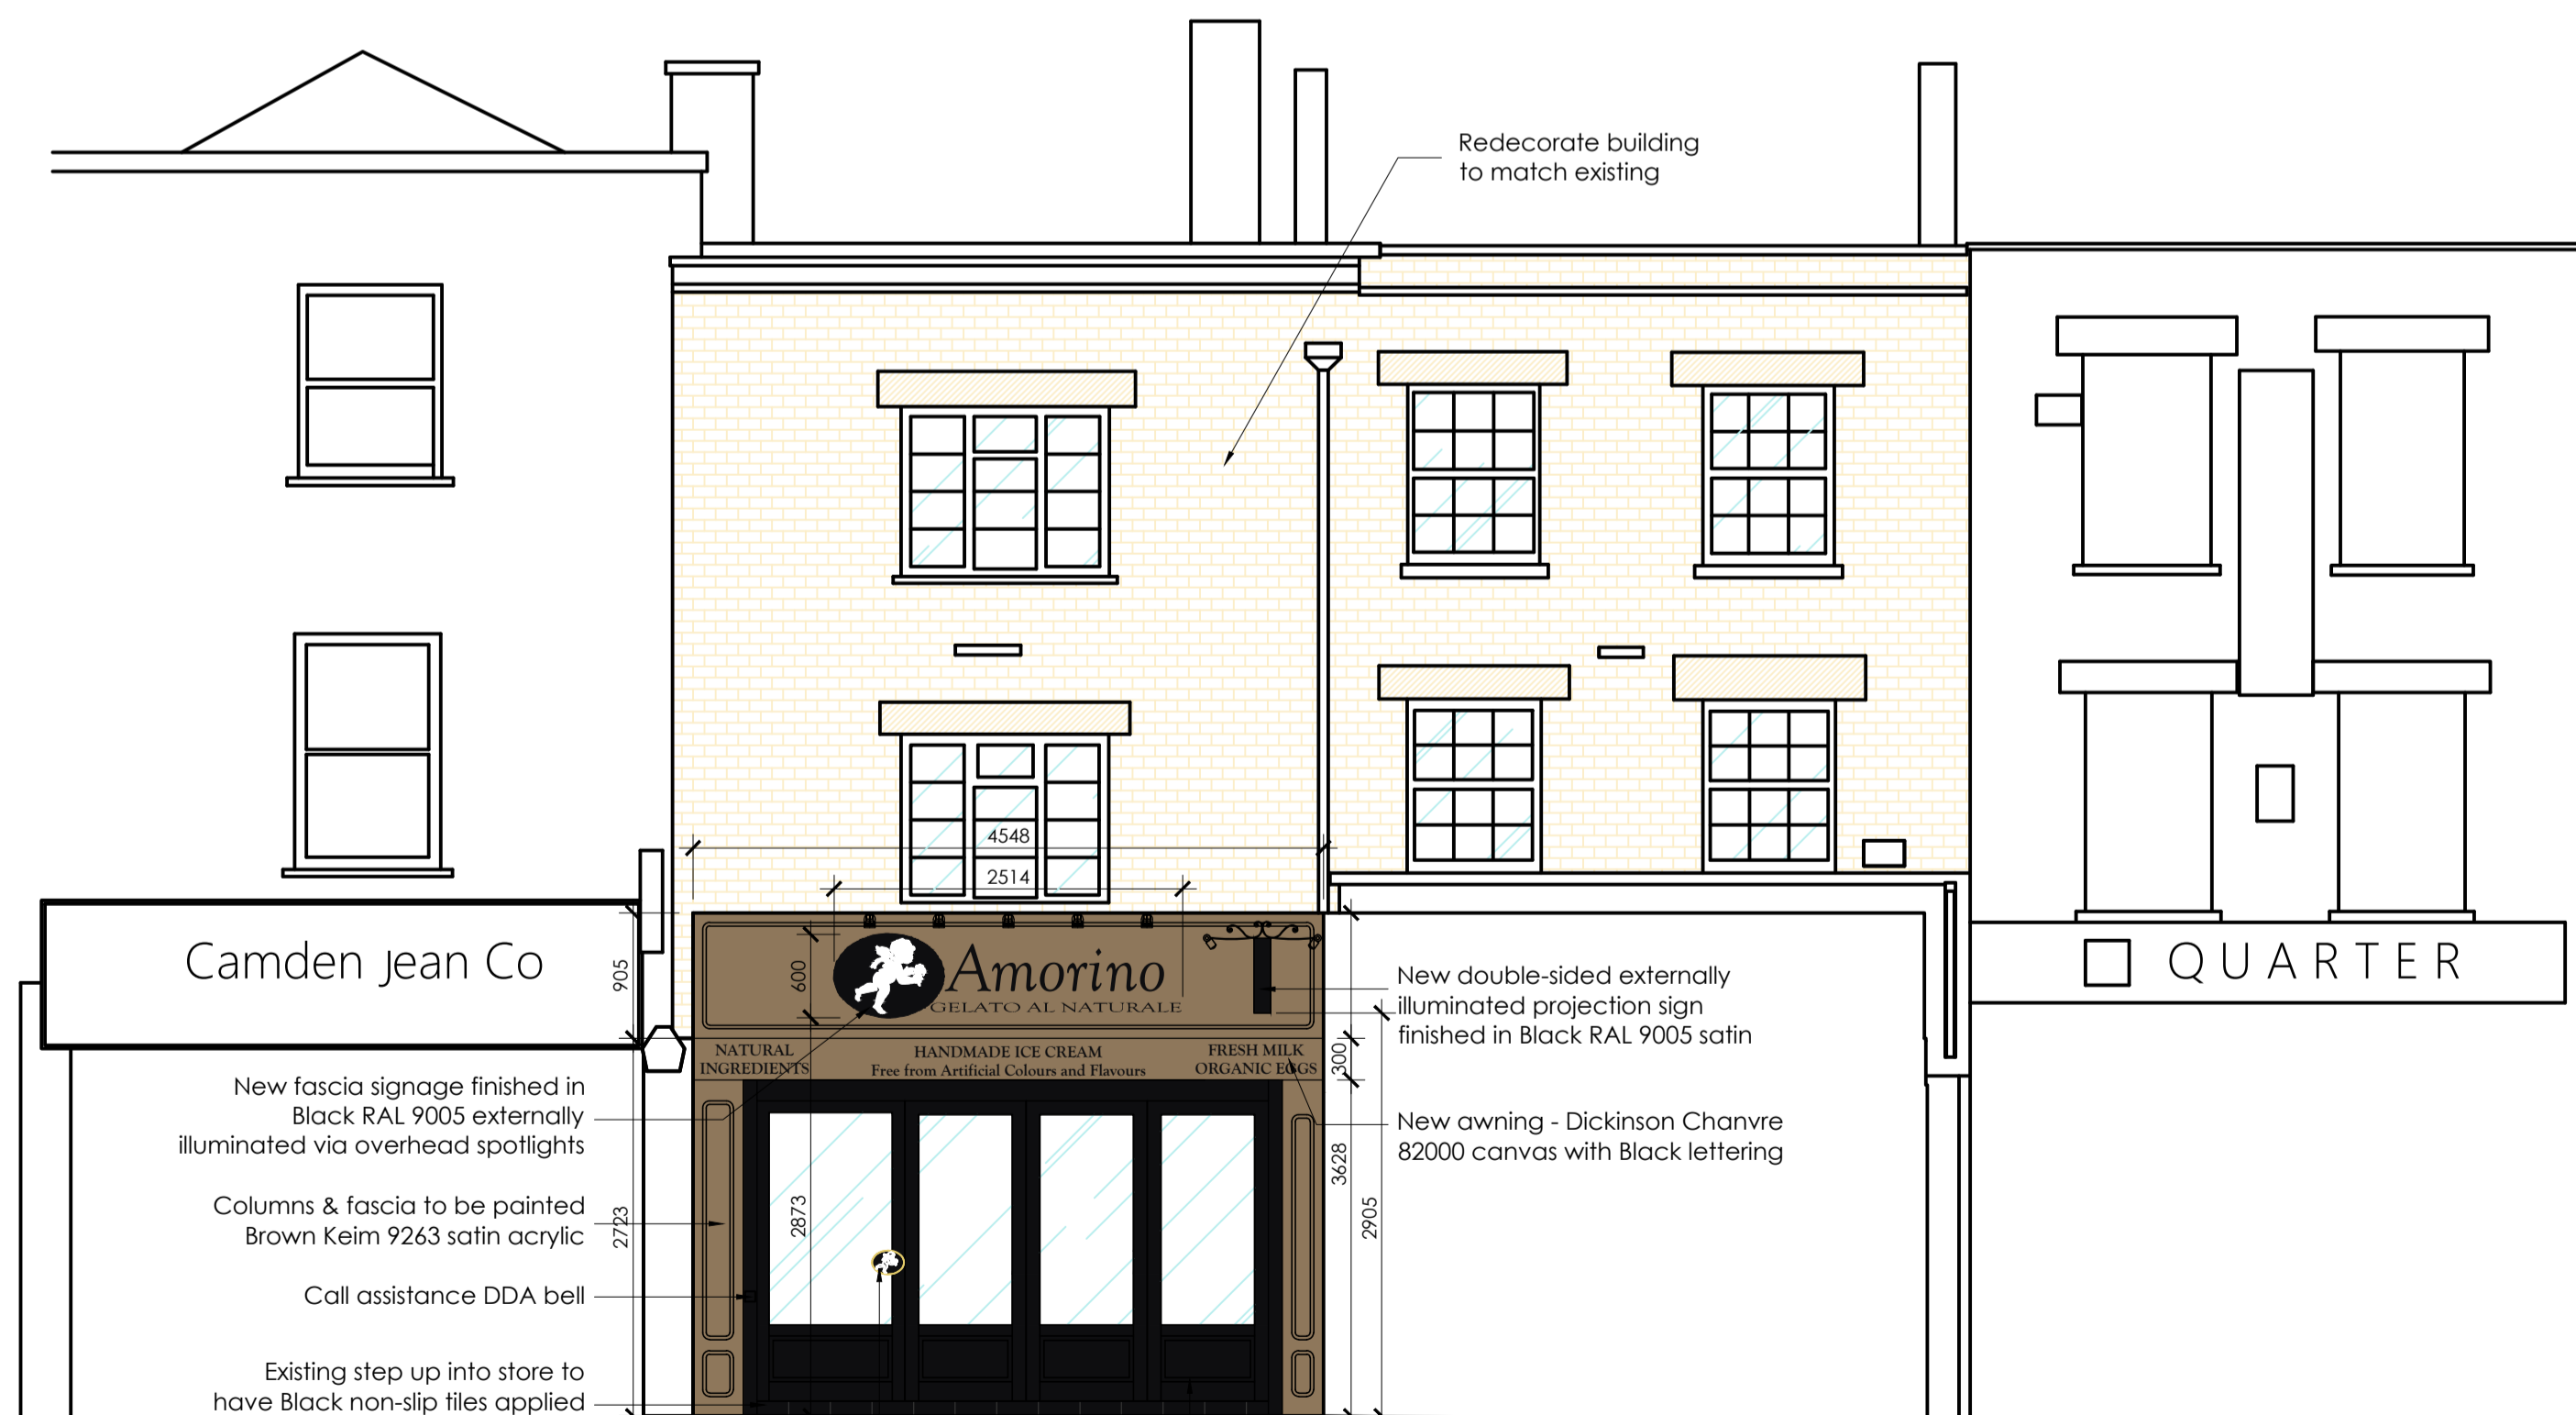 Redecorate building
to match existing
4548
2514
Camden Jean Co
905
600
Amorino
GELATO AL NATURALE
QUARTER
New double-sided externally
illuminated projection sign
finished in Black RAL 9005 satin
NATURAL
INGREDIENTS
HANDMADE ICE CREAM
Free from Artificial Colours and Flavours
FRESH MILK
ORGANIC EGGS
300
New fascia signage finished in
Black RAL 9005 externally
illuminated via overhead spotlights
New awning - Dickinson Chanvre
82000 canvas with Black lettering
3628
2905
2873
2723
Columns & fascia to be painted
Brown Keim 9263 satin acrylic
Call assistance DDA bell
Existing step up into store to
have Black non-slip tiles applied